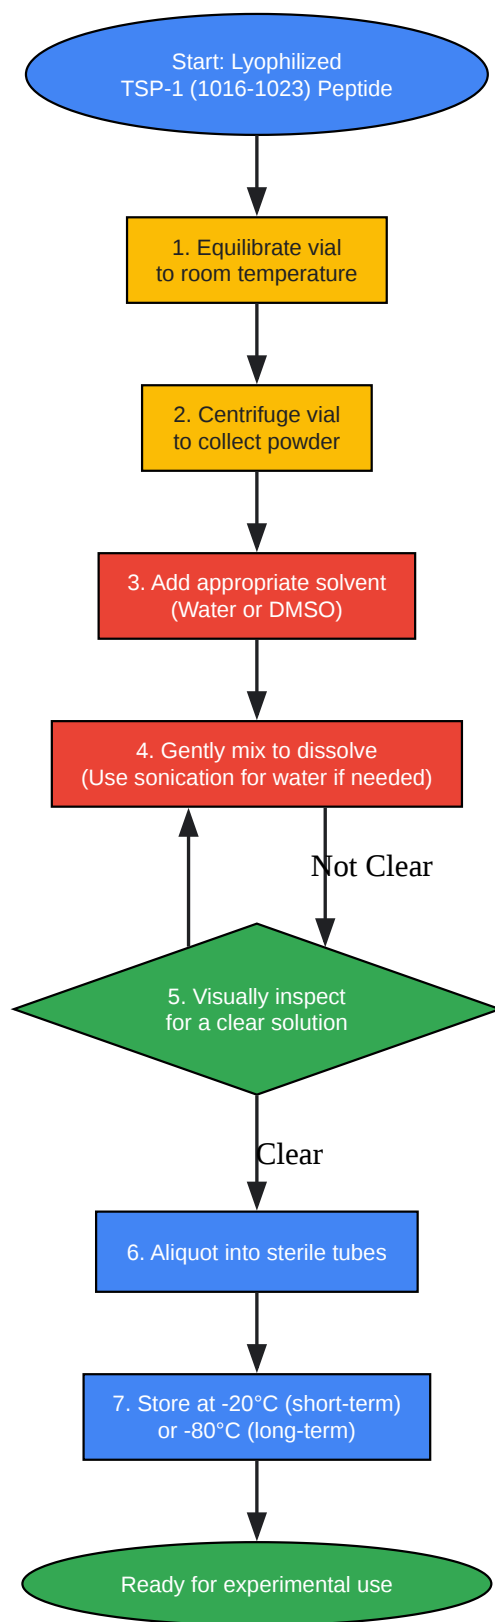 Start: Lyophilized
TSP-1 (1016-1023) Peptide
1. Equilibrate vial
to room temperature
2. Centrifuge vial
to collect powder
3. Add appropriate solvent
(Water or DMSO)
4. Gently mix to dissolve
(Use sonication for water if needed)
Not Clear
5. Visually inspect
for a clear solution
Clear
6. Aliquot into sterile tubes
7. Store at -20°C (short-term)
or -80°C (long-term)
Ready for experimental use